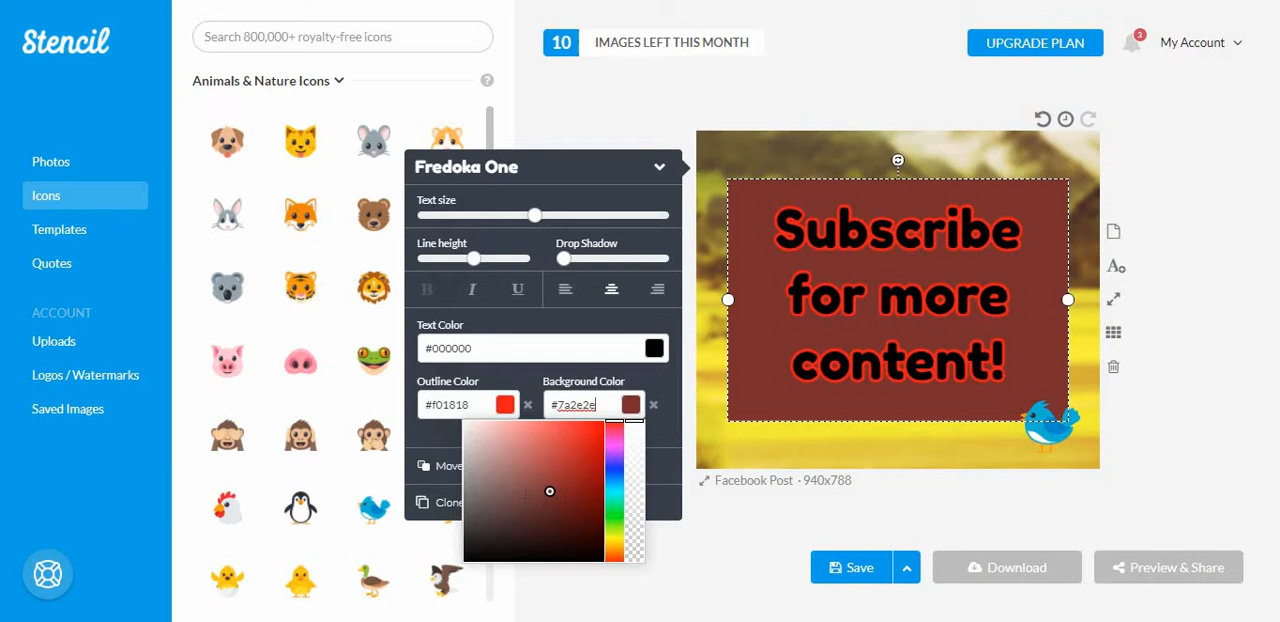 Stencil
Search 800,000+ royalty-free icons
10 IMAGES LEFT THIS MONTH
UPGRADE PLAN
3
My Account
Animals & Nature Icons
?
Photos
Icons
Templates
Quotes
ACCOUNT
Uploads
Logos / Watermarks
Saved Images
Fredoka One
Text size
Line height
Drop Shadow
B I U
Text Color
#000000
Outline Color
Background Color
#f01818
#7a2e2e
Move
Clone
Subscribe
for more
content!
A
Facebook Post · 940x788
Save
Download
Preview & Share